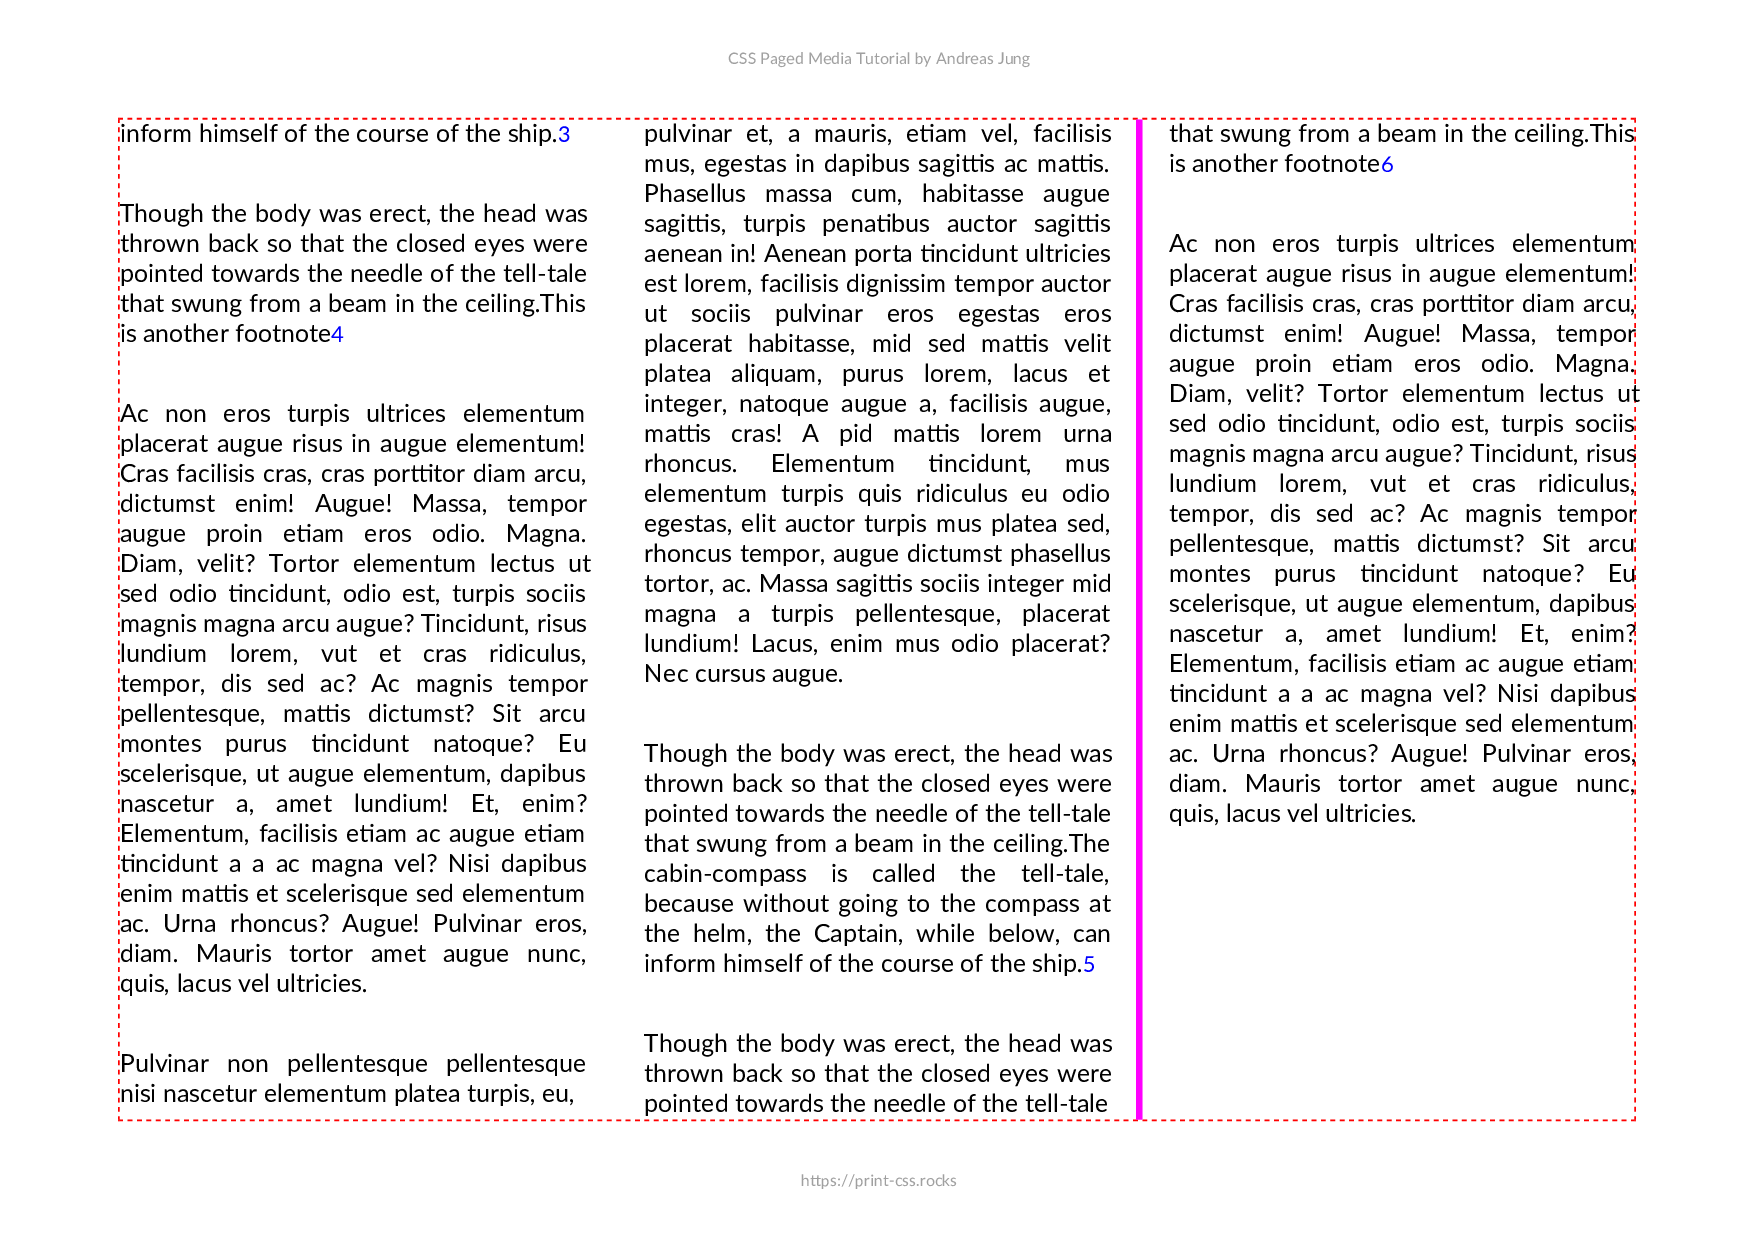 CSS Paged Media Tutorial by Andreas Jung
inform himself of the course of the ship.3
Though the body was erect, the head was
thrown back so that the closed eyes were
pointed towards the needle of the tell-tale
that swung from a beam in the ceiling.This
is another footnote4
Ac non eros turpis ultrices elementum
placerat augue risus in augue elementum!
Cras facilisis cras, cras porttitor diam arcu,
dictumst enim! Augue! Massa, tempor
augue proin etiam eros odio. Magna.
Diam, velit? Tortor elementum lectus ut
sed odio tincidunt, odio est, turpis sociis
magnis magna arcu augue? Tincidunt, risus
lundium lorem, vut et cras ridiculus,
tempor, dis sed ac? Ac magnis tempor
pellentesque, mattis dictumst? Sit arcu
montes purus tincidunt natoque? Eu
scelerisque, ut augue elementum, dapibus
nascetur a, amet lundium! Et, enim?
Elementum, facilisis etiam ac augue etiam
tincidunt a a ac magna vel? Nisi dapibus
enim mattis et scelerisque sed elementum
ac. Urna rhoncus? Augue! Pulvinar eros,
diam. Mauris tortor amet augue nunc,
quis, lacus vel ultricies.
Pulvinar non pellentesque pellentesque
nisi nascetur elementum platea turpis, eu,
pulvinar et, a mauris, etiam vel, facilisis
mus, egestas in dapibus sagittis ac mattis.
Phasellus massa cum, habitasse augue
sagittis, turpis penatibus auctor sagittis
aenean in! Aenean porta tincidunt ultricies
est lorem, facilisis dignissim tempor auctor
ut sociis pulvinar eros egestas eros
placerat habitasse, mid sed mattis velit
platea aliquam, purus lorem, lacus et
integer, natoque augue a, facilisis augue,
mattis cras! A pid mattis lorem urna
rhoncus. Elementum tincidunt, mus
elementum turpis quis ridiculus eu odio
egestas, elit auctor turpis mus platea sed,
rhoncus tempor, augue dictumst phasellus
tortor, ac. Massa sagittis sociis integer mid
magna a turpis pellentesque, placerat
lundium! Lacus, enim mus odio placerat?
Nec cursus augue.
Though the body was erect, the head was
thrown back so that the closed eyes were
pointed towards the needle of the tell-tale
that swung from a beam in the ceiling.The
cabin-compass is called the tell-tale,
because without going to the compass at
the helm, the Captain, while below, can
inform himself of the course of the ship.5
Though the body was erect, the head was
thrown back so that the closed eyes were
pointed towards the needle of the tell-tale
that swung from a beam in the ceiling.This
is another footnote6
Ac non eros turpis ultrices elementum
placerat augue risus in augue elementum!
Cras facilisis cras, cras porttitor diam arcu,
dictumst enim! Augue! Massa, tempor
augue proin etiam eros odio. Magna.
Diam, velit? Tortor elementum lectus ut
sed odio tincidunt, odio est, turpis sociis
magnis magna arcu augue? Tincidunt, risus
lundium lorem, vut et cras ridiculus,
tempor, dis sed ac? Ac magnis tempor
pellentesque, mattis dictumst? Sit arcu
montes purus tincidunt natoque? Eu
scelerisque, ut augue elementum, dapibus
nascetur a, amet lundium! Et, enim?
Elementum, facilisis etiam ac augue etiam
tincidunt a a ac magna vel? Nisi dapibus
enim mattis et scelerisque sed elementum
ac. Urna rhoncus? Augue! Pulvinar eros,
diam. Mauris tortor amet augue nunc,
quis, lacus vel ultricies.
https://print-css.rocks